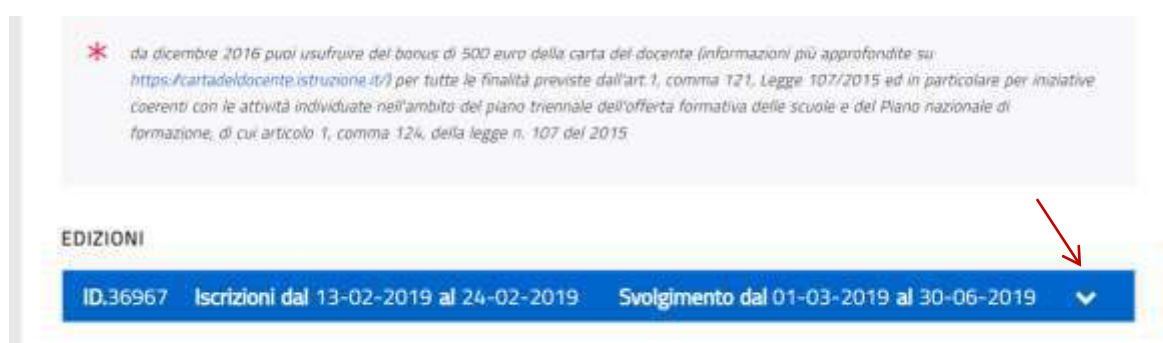 * da dicembre 2016 puoi usufruire del bonus di 500 euro della carta del docente (informazioni più approfondite su
https://cartadeldocente.istruzione.it/) per tutte le finalità previste dall'art.1, comma 121, Legge 107/2015 ed in particolare per iniziative
coerenti con le attività individuate nell'ambito del piano triennale dell'offerta formativa delle scuole e del Piano nazionale di
formazione, di cui articolo 1, comma 124, della legge n. 107 del 2015
EDIZIONI
ID.36967 Iscrizioni dal 13-02-2019 al 24-02-2019 Svolgimento dal 01-03-2019 al 30-06-2019